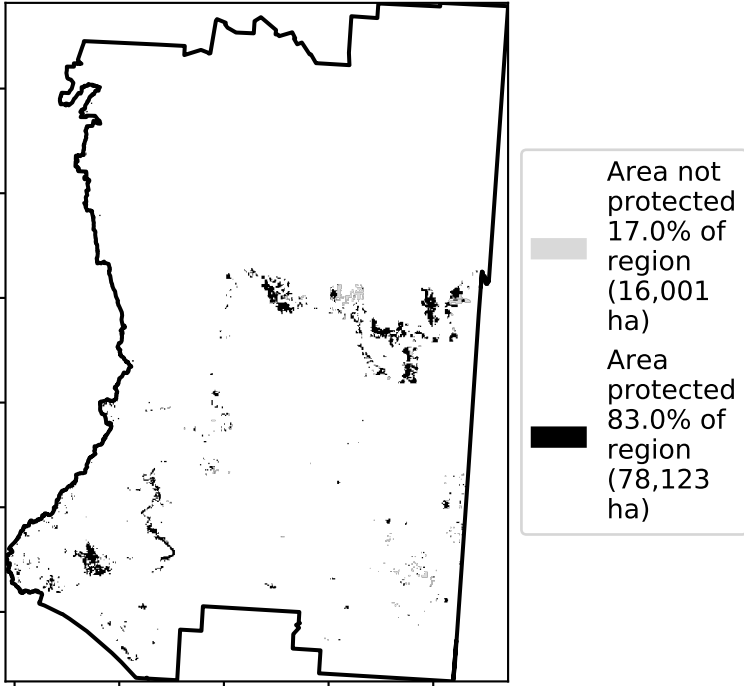 Area not
protected
17.0% of
region
(16,001
ha)
Area
protected
83.0% of
region
(78,123
ha)